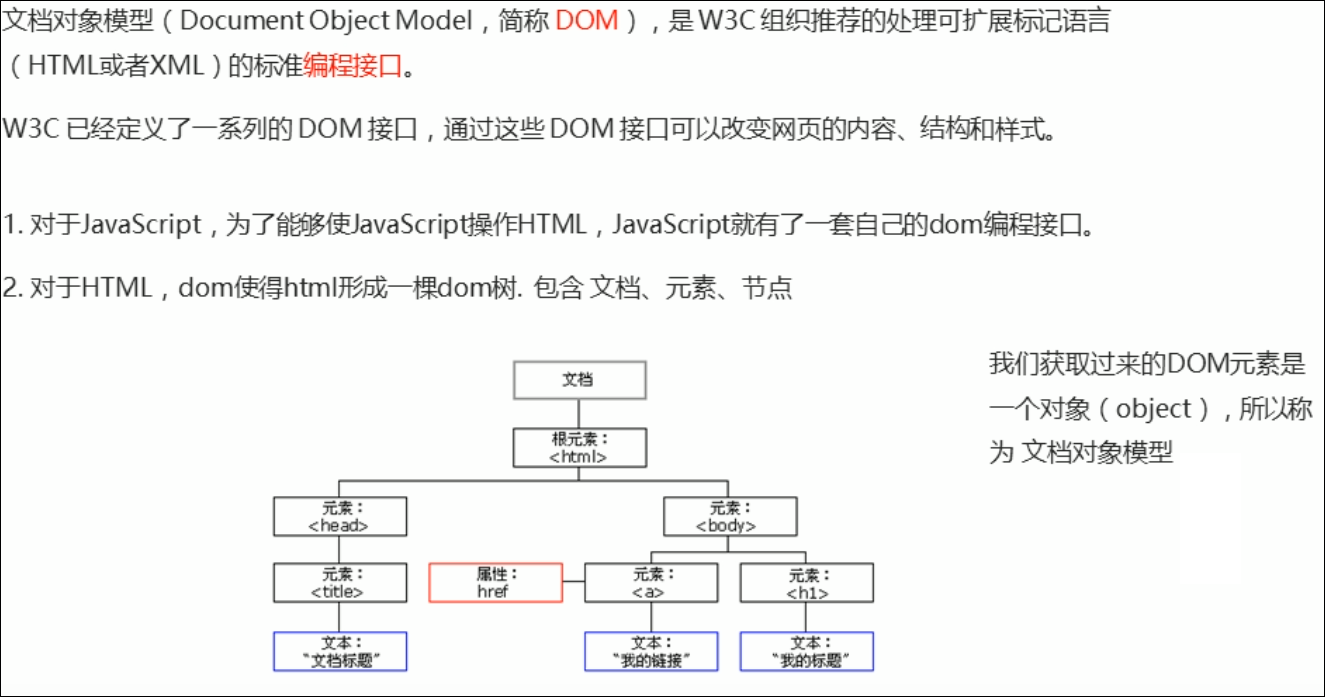 文档对象模型（Document Object Model，简称 DOM），是 W3C 组织推荐的处理可扩展标记语言
（HTML或者XML）的标准编程接口。
W3C 已经定义了一系列的 DOM 接口，通过这些 DOM 接口可以改变网页的内容、结构和样式。
1. 对于JavaScript，为了能够使JavaScript操作HTML，JavaScript就有了一套自己的dom编程接口。
2. 对于HTML，dom使得html形成一棵dom树. 包含 文档、元素、节点
我们获取过来的DOM元素是
一个对象（object），所以称
为 文档对象模型
文档
根元素：
<html>
元素：
<head>
元素：
<body>
元素：
<title>
属性：
href
元素：
<a>
元素：
<h1>
文本：
“文档标题”
文本：
“我的链接”
文本：
“我的标题”